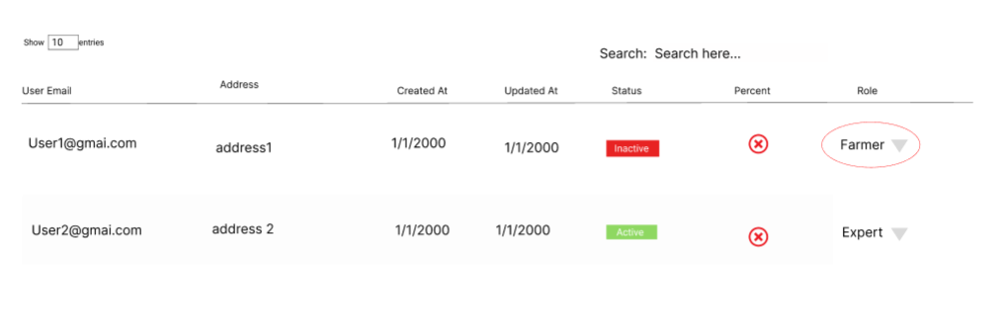 Show 10 entries
Search: Search here...
User Email Address Created At Updated At Status Percent Role
User1@gmai.com address1 1/1/2000 1/1/2000 Inactive Farmer
User2@gmai.com address 2 1/1/2000 1/1/2000 Active Expert